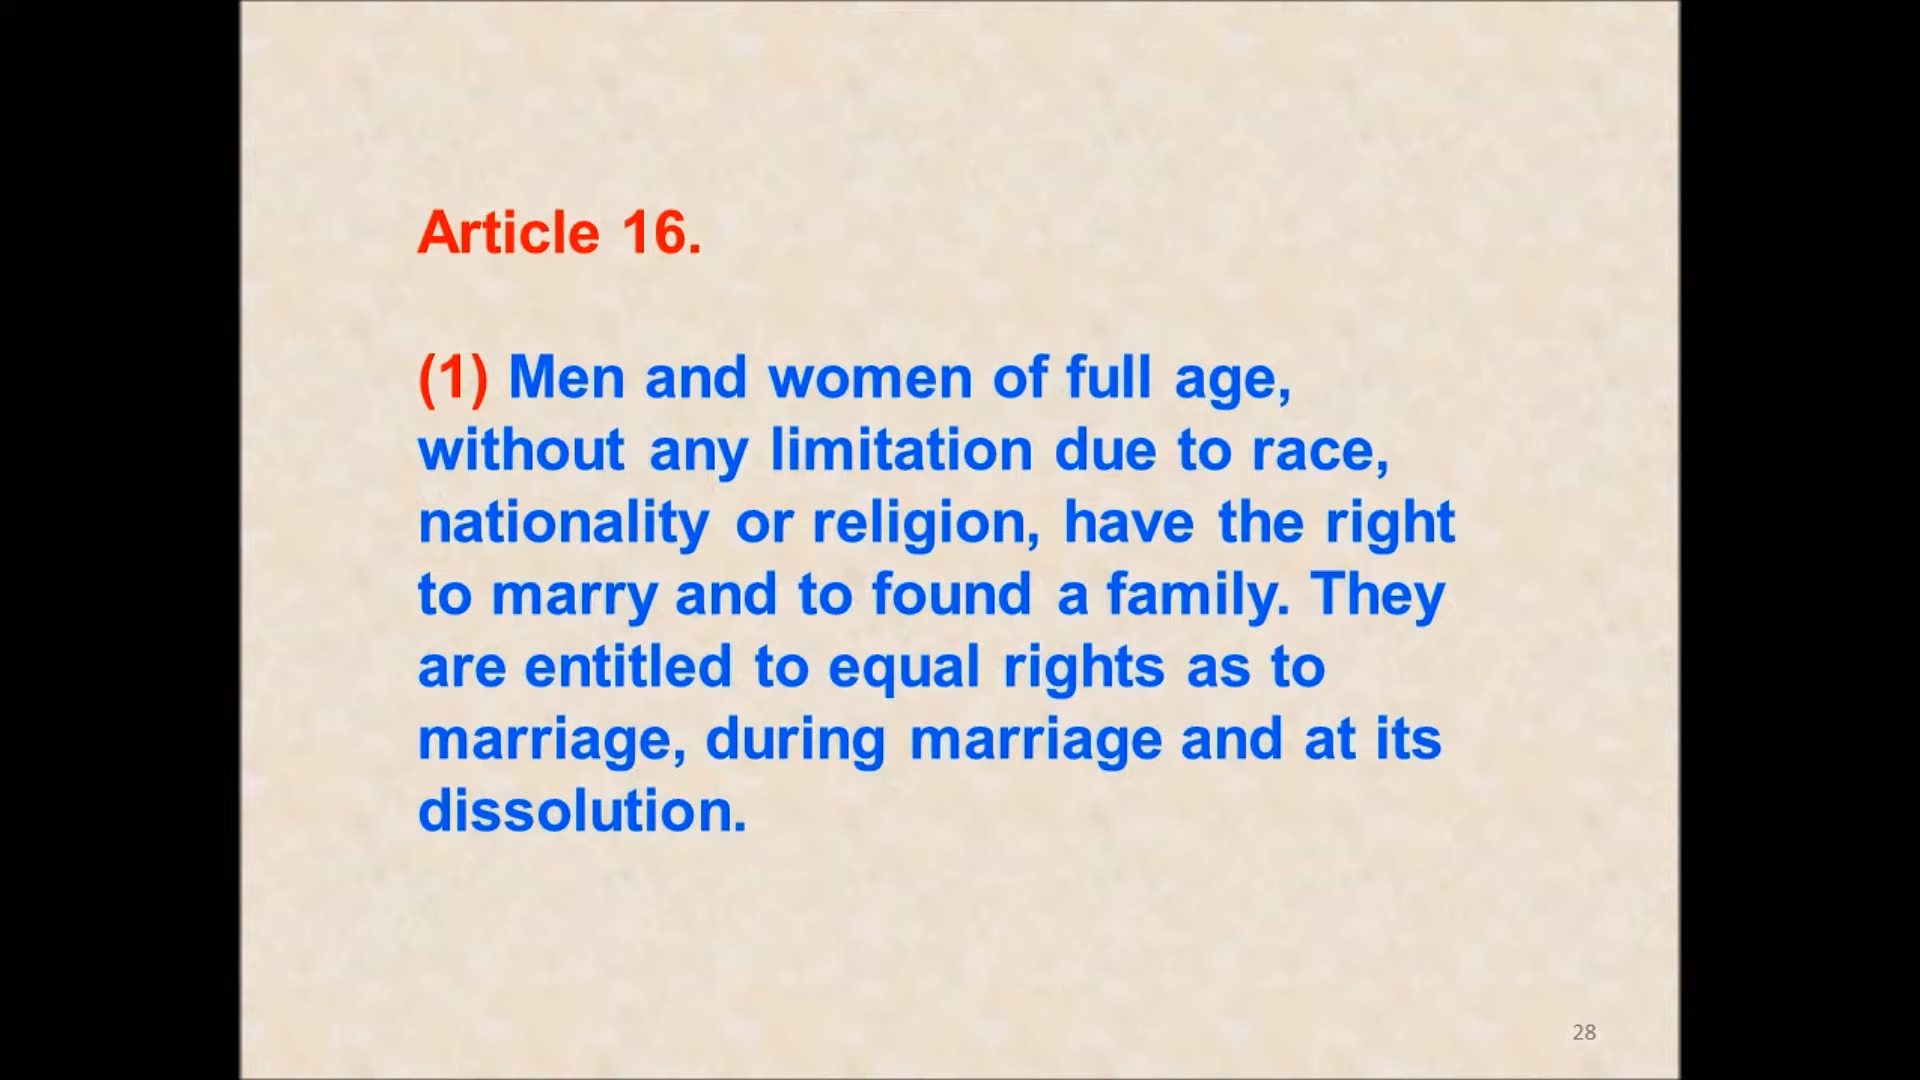 Article 16.
(1) Men and women of full age,
without any limitation due to race,
nationality or religion, have the right
to marry and to found a family. They
are entitled to equal rights as to
marriage, during marriage and at its
dissolution.
28